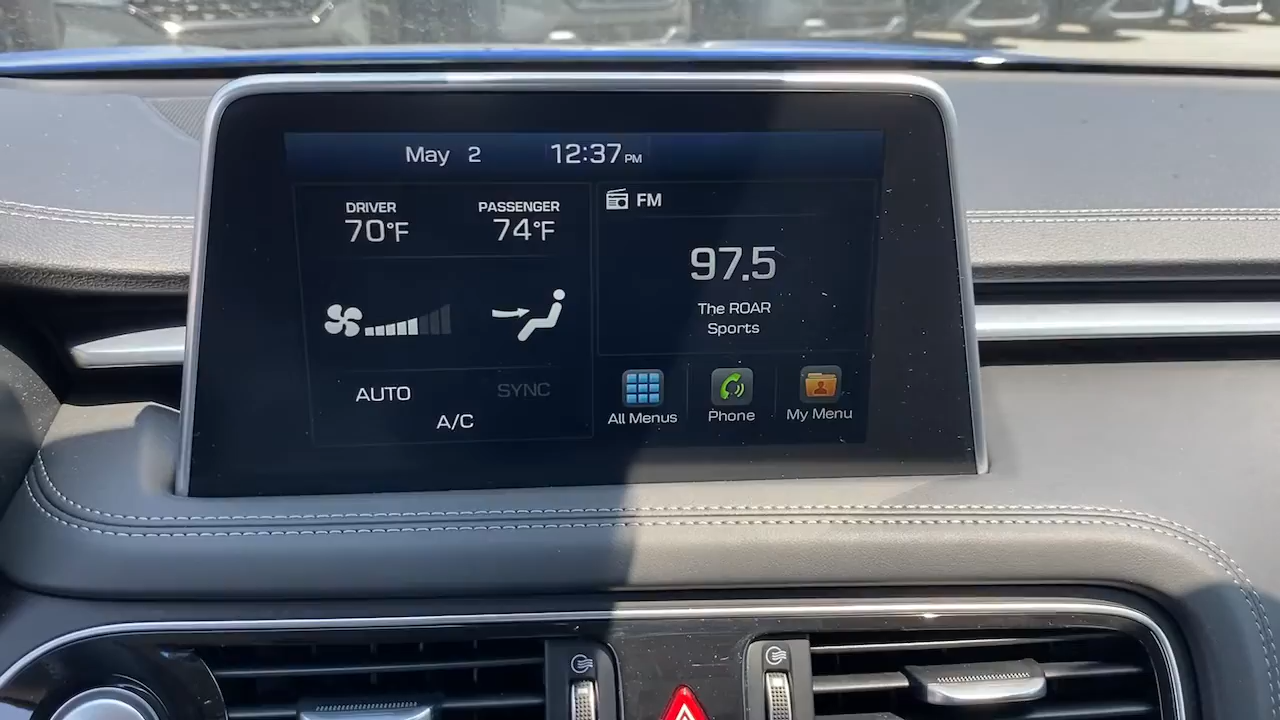 May 2 12:37 PM
DRIVER PASSENGER
70°F 74°F
AUTO SYNC
A/C
FM
97.5
The ROAR
Sports
All Menus Phone My Menu